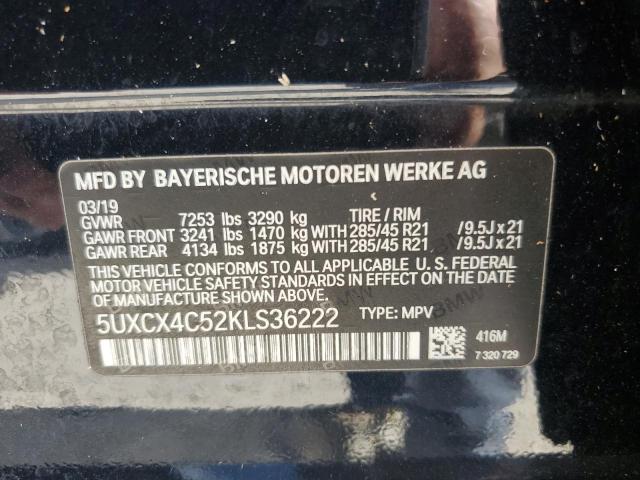 MFD BY BAYERISCHE MOTOREN WERKE AG
03/19
GVWR 7253 lbs 3290 kg TIRE / RIM
GAWR FRONT 3241 lbs 1470 kg WITH 285/45 R21 /9.5J x 21
GAWR REAR 4134 lbs 1875 kg WITH 285/45 R21 /9.5J x 21
THIS VEHICLE CONFORMS TO ALL APPLICABLE U. S. FEDERAL
MOTOR VEHICLE SAFETY STANDARDS IN EFFECT ON THE DATE
OF MANUFACTURE SHOWN ABOVE.
5UXCX4C52KLS36222 TYPE: MPV
416M
7 320 729